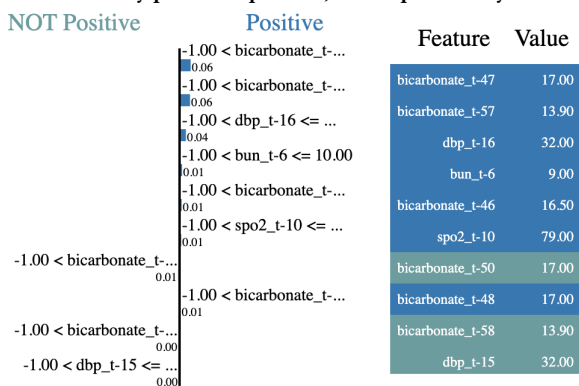 NOT Positive
Positive
-1.00 < bicarbonate_t-...
0.06
-1.00 < bicarbonate_t-...
0.06
-1.00 < dbp_t-16 <= ...
0.04
-1.00 < bun_t-6 <= 10.00
0.01
-1.00 < bicarbonate_t-...
0.01
-1.00 < spo2_t-10 <= ...
0.01
-1.00 < bicarbonate_t-...
0.01
-1.00 < bicarbonate_t-...
0.01
-1.00 < bicarbonate_t-...
0.00
-1.00 < dbp_t-15 <= ...
0.00
Feature Value
bicarbonate_t-47 17.00
bicarbonate_t-57 13.90
dbp_t-16 32.00
bun_t-6 9.00
bicarbonate_t-46 16.50
spo2_t-10 79.00
bicarbonate_t-50 17.00
bicarbonate_t-48 17.00
bicarbonate_t-58 13.90
dbp_t-15 32.00